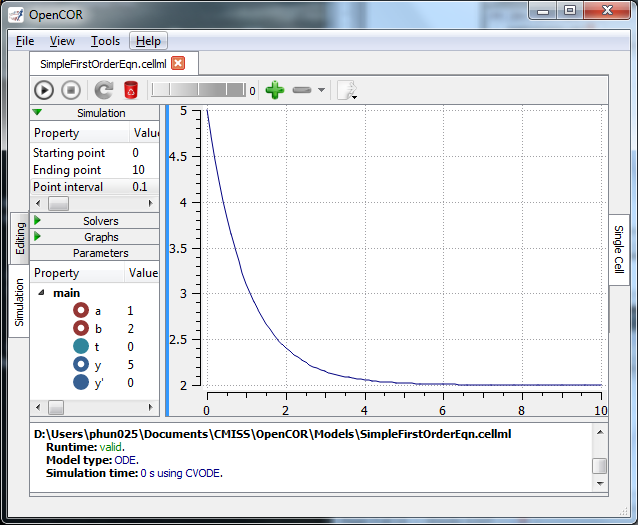 OpenCOR
File View Tools Help
SimpleFirstOrderEqn.cellml
0
Simulation
Property Value
Starting point 0
Ending point 10
Point interval 0.1
Solvers
Graphs
Parameters
Property Value
main
a 1
b 2
t 0
y 5
y' 0
5
4.5
4
3.5
3
2.5
2
0 2 4 6 8 10
Editing
Simulation
Single Cell
D:\Users\phun025\Documents\CMISS\OpenCOR\Models\SimpleFirstOrderEqn.cellml
Runtime: valid.
Model type: ODE.
Simulation time: 0 s using CVODE.